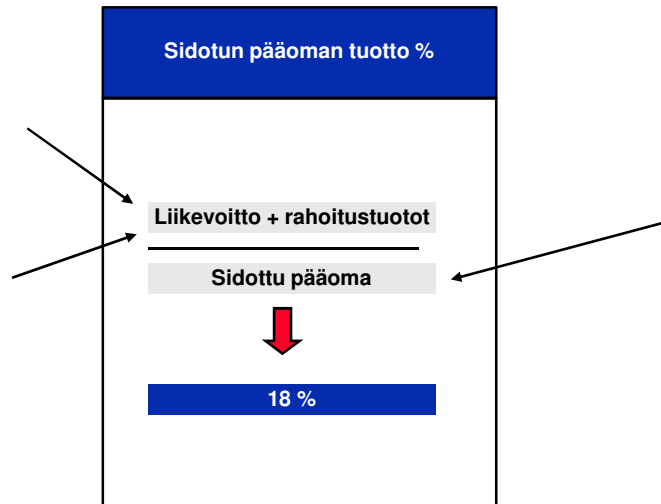 Sidotun pääoman tuotto %
Liikevoitto + rahoitustuotot
Sidottu pääoma
18 %